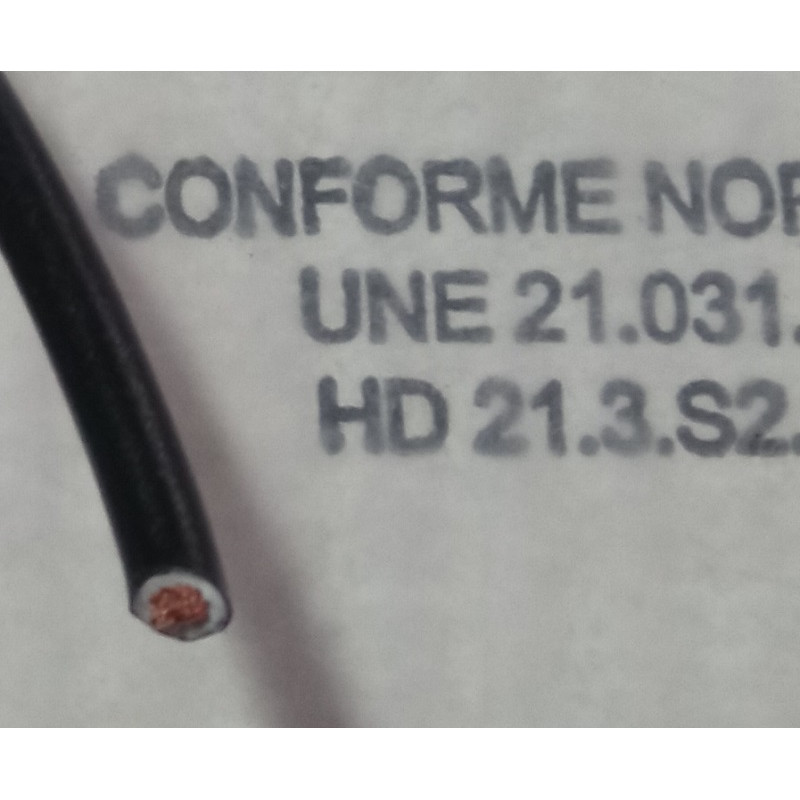 CONFORME NOR
UNE 21.031.
HD 21.3.S2.